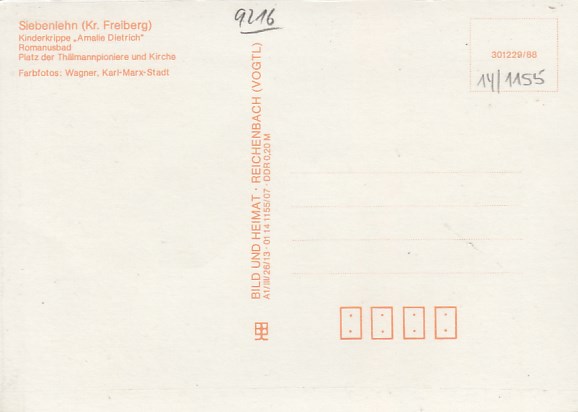 Siebenlehn (Kr. Freiberg)
Kinderkrippe „Amalie Dietrich“
Romanusbad
Platz der Thälmannpioniere und Kirche
Farbfotos: Wagner, Karl-Marx-Stadt
9216
301229/88
14/1155
BILD UND HEIMAT · REICHENBACH (VOGTL)
A1/III/26/13 · 01 14 1155/07 · DDR 0,20 M